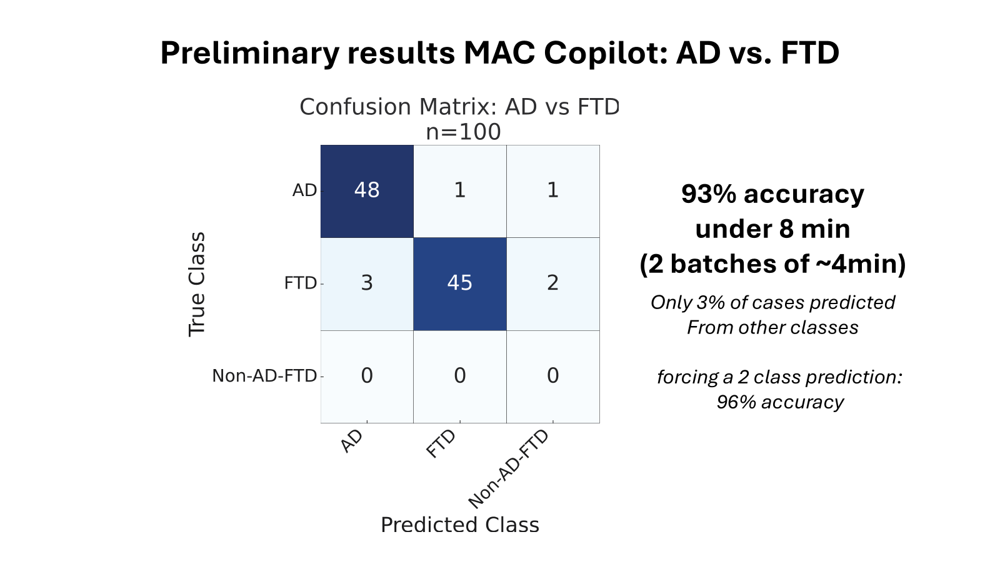 Preliminary results MAC Copilot: AD vs. FTD
Confusion Matrix: AD vs FTD
n=100
True Class
AD
48
1
1
FTD
3
45
2
Non-AD-FTD
0
0
0
AD
FTD
Non-AD-FTD
Predicted Class
93% accuracy
under 8 min
(2 batches of ~4min)
Only 3% of cases predicted
From other classes
forcing a 2 class prediction:
96% accuracy